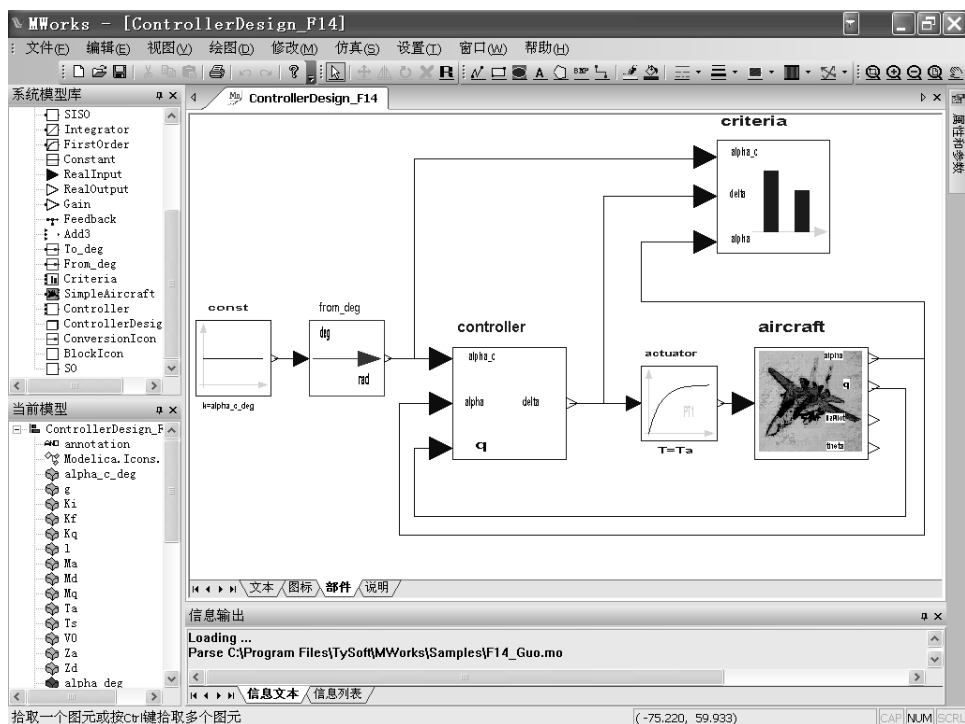 MWorks - [ControllerDesign_F14]
文件(F) 编辑(E) 视图(V) 绘图(D) 修改(M) 仿真(S) 设置(T) 窗口(W) 帮助(H)
系统模型库
ControllerDesign_F14
SISO
Integrator
FirstOrder
Constant
RealInput
RealOutput
Gain
Feedback
Add3
To_deg
From_deg
Criteria
SimpleAircraft
Controller
ControllerDesig
ConversionIcon
BlockIcon
SO
当前模型
ControllerDesign_F
annotation
Modelica.Icons.
alpha_c_deg
g
Ki
Kf
Kq
l
Ma
Md
Mq
Ta
Ts
V0
Za
Zd
alpha deg
criteria
alpha_c
delta
alpha
const
k=alpha_c_deg
from_deg
deg
rad
controller
alpha_c
alpha
delta
q
actuator
PT1
T=Ta
aircraft
alpha
q
属性和参数
文本 图标 部件 说明
信息输出
Loading ...
Parse C:\Program Files\TySoft\MWorks\Samples\F14_Guo.mo
信息文本 信息列表
拾取一个图元或按Ctrl键拾取多个图元
(-75.220, 59.933)
CAP NUM SCRL